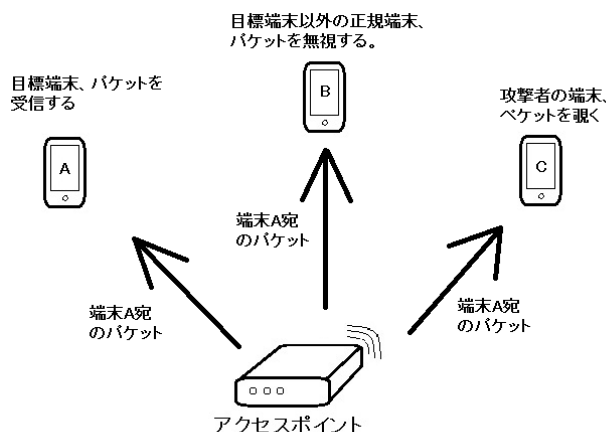 目標端末以外の正規端末、
パケットを無視する。
目標端末、パケットを
受信する
攻撃者の端末、
ペケットを覗く
A
B
C
端末A宛
のパケット
端末A宛
のパケット
端末A宛
のパケット
アクセスポイント